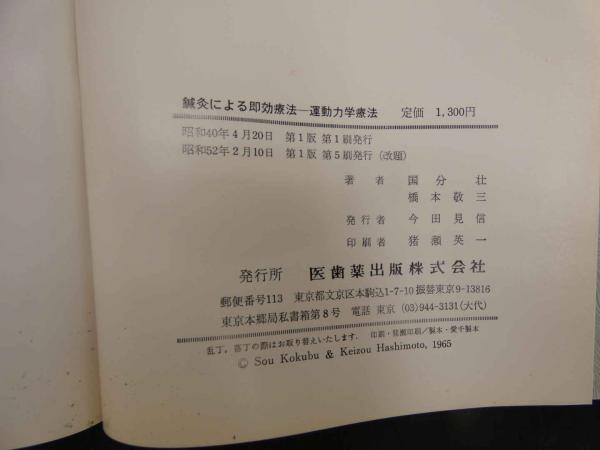 鍼灸による即効療法—運動力学療法 定価 1,300円
昭和40年4月20日 第1版 第1刷発行
昭和52年2月10日 第1版 第5刷発行(改題)
著者 国分壮
橋本敬三
発行者 今田見信
印刷者 猪瀬英一
発行所 医歯薬出版株式会社
郵便番号113 東京都文京区本駒込1-7-10 振替東京9-13816
東京本郷局私書箱第8号 電話 東京(03)944-3131(大代)
乱丁,落丁の際はお取り替えいたします. 印刷・猪瀬印刷/製本・愛千製本
© Sou Kokubu & Keizou Hashimoto, 1965